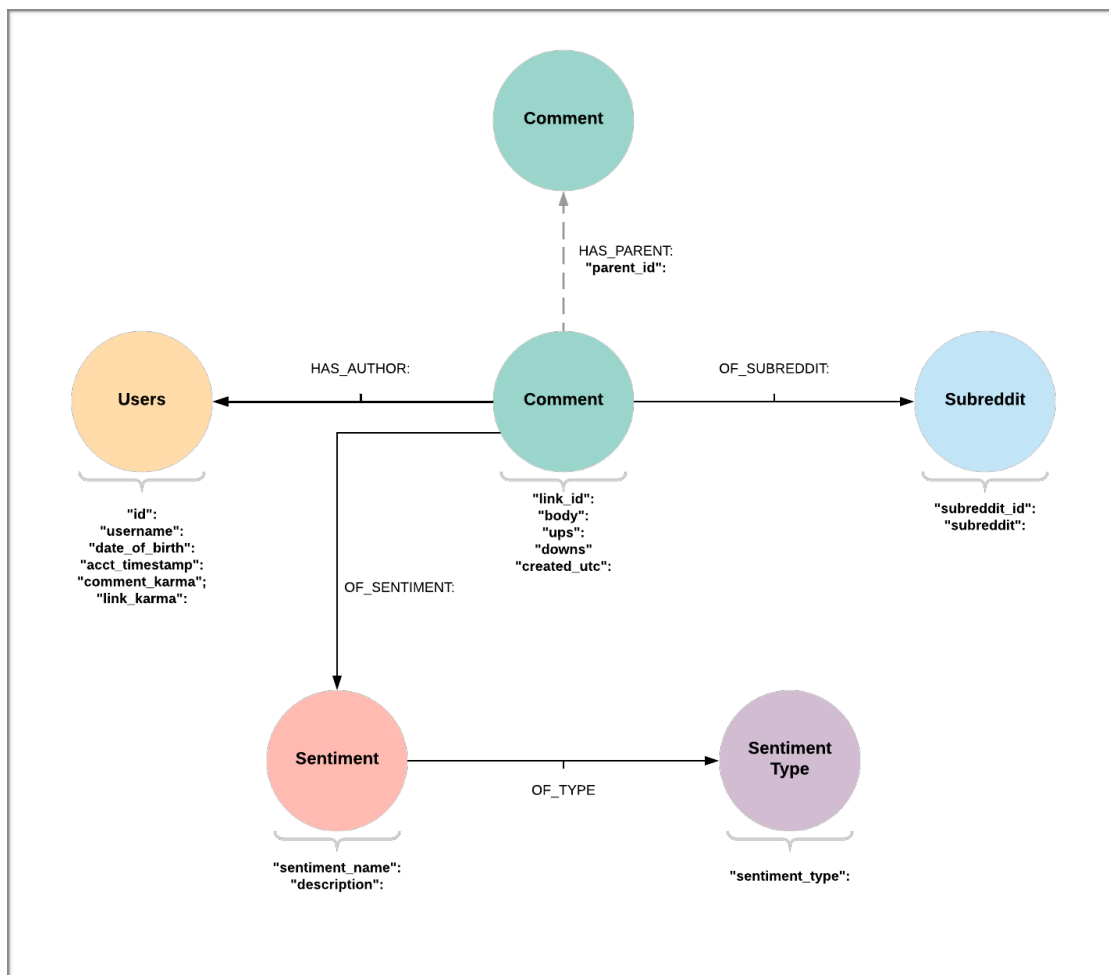 Comment
HAS_PARENT:
"parent_id":
HAS_AUTHOR:
OF_SUBREDDIT:
Users
Comment
Subreddit
"id":
"username":
"date_of_birth":
"acct_timestamp":
"comment_karma";
"link_karma":
"link_id":
"body":
"ups":
"downs"
"created_utc":
"subreddit_id":
"subreddit":
OF_SENTIMENT:
Sentiment
OF_TYPE
Sentiment
Type
"sentiment_name":
"description":
"sentiment_type":